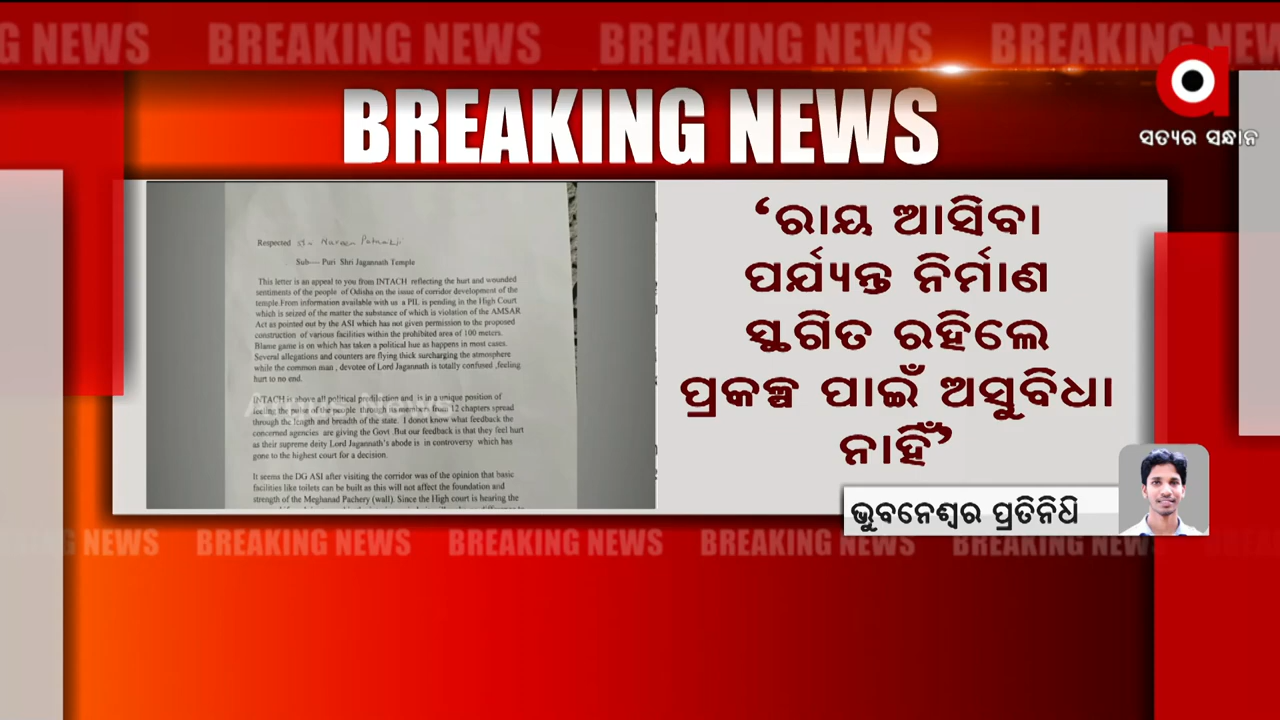 BREAKING NEWS BREAKING NEWS BREAKING NEWS
BREAKING NEWS
ସତ୍ୟର ସନ୍ଧାନ
Respected Naveen
Sub---- Puri Shri Jagannath Temple
This letter is an appeal to you from INTACH reflecting the hurt and wounded
sentiments of the people of Odisha on the issue of corridor development of the
temple.From information available with us a PIL is pending in the High Court
which is seized of the matter the substance of which is violation of the AMSAR
Act as pointed out by the ASI which has not given permission to the proposed
construction of various facilities within the prohibited area of 100 meters.
Blame game is on which has taken a political hue as happens in most cases.
Several allegations and counters are flying thick surcharging the atmosphere
while the common man , devotee of Lord Jagannath is totally confused ,feeling
hurt to no end.
INTACH is above all political predilection and is in a unique position of
feeling the pulse of the people through its members from 12 chapters spread
through the length and breadth of the state. I donot know what feedback the
concerned agencies are giving the Govt .But our feedback is that they feel hurt
as their supreme deity Lord Jagannath's abode is in controversy which has
gone to the highest court for a decision.
It seems the DG ASI after visiting the corridor was of the opinion that basic
facilities like toilets can be built as this will not affect the foundation and
strength of the Meghanad Pachery (wall). Since the High court is hearing the
‘ରାୟ ଆସିବା
ପର୍ଯ୍ୟନ୍ତ ନିର୍ମାଣ
ସ୍ଥଗିତ ରହିଲେ
ପ୍ରକଳ୍ପ ପାଇଁ ଅସୁବିଧା
ନାହିଁ’
ଭୁବନେଶ୍ୱର ପ୍ରତିନିଧି
NEWS BREAKING NEWS BREAKING NEWS BREAKING NEWS BREAKING NEWS